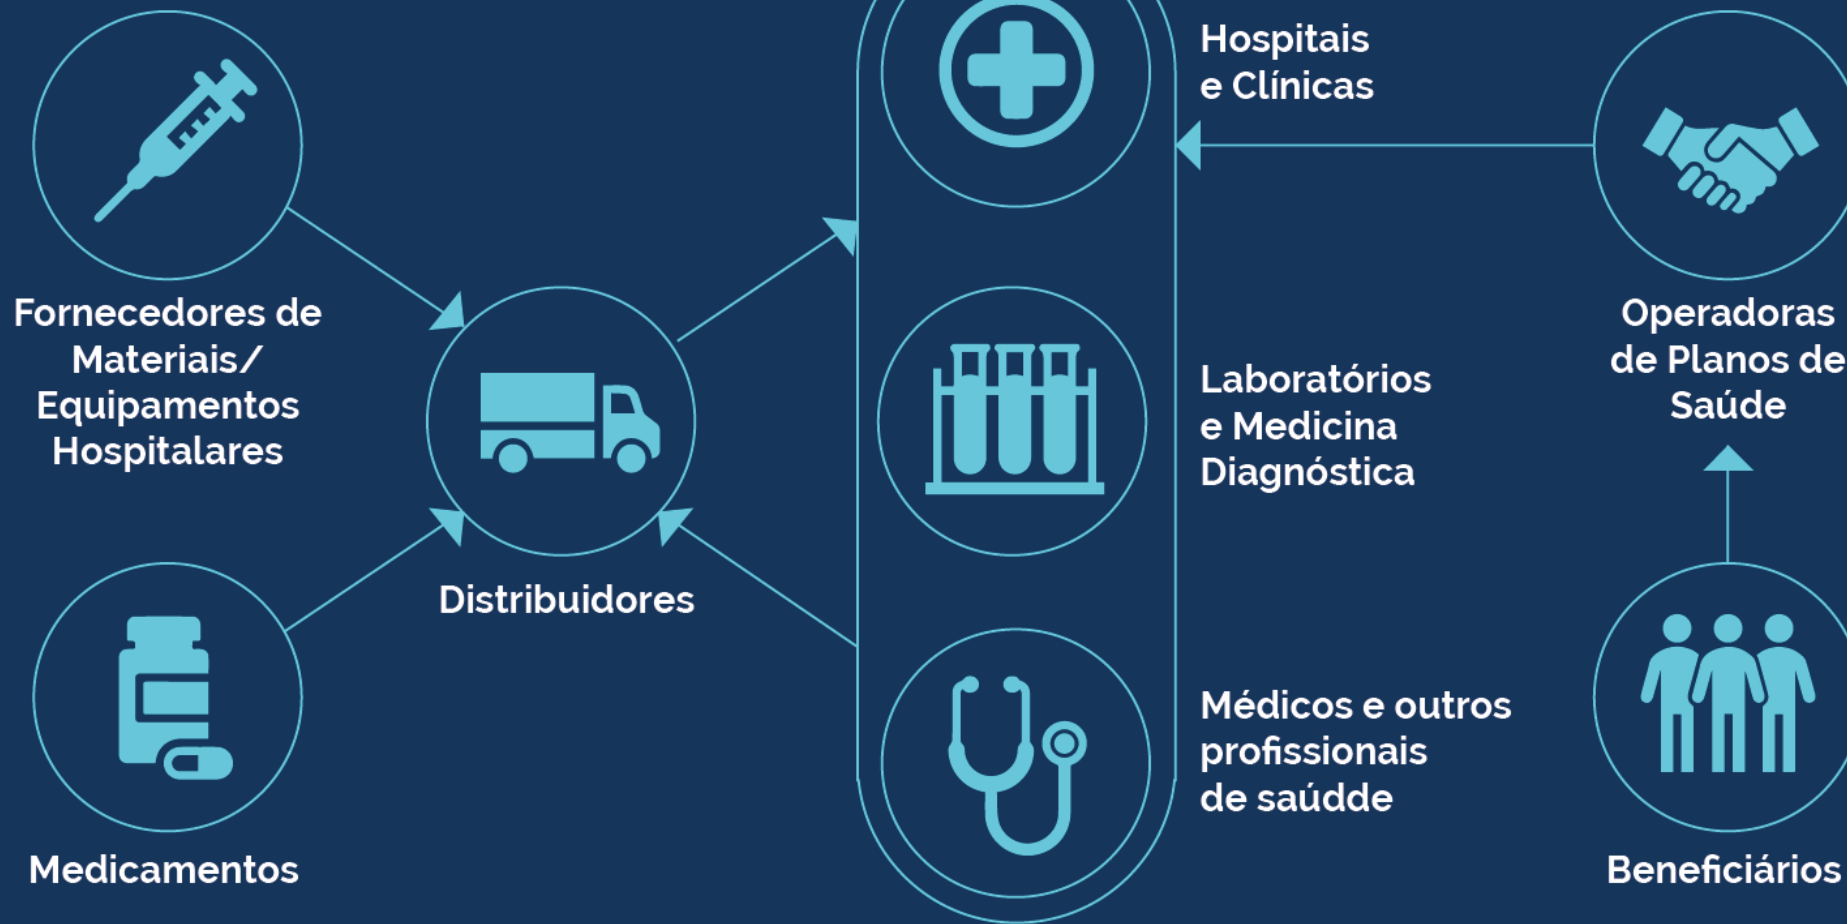 Hospitais
e Clínicas
Fornecedores de
Materiais/
Equipamentos
Hospitalares
Operadoras
de Planos de
Saúde
Laboratórios
e Medicina
Diagnóstica
Distribuidores
Médicos e outros
profissionais
de saúdde
Medicamentos
Beneficiários